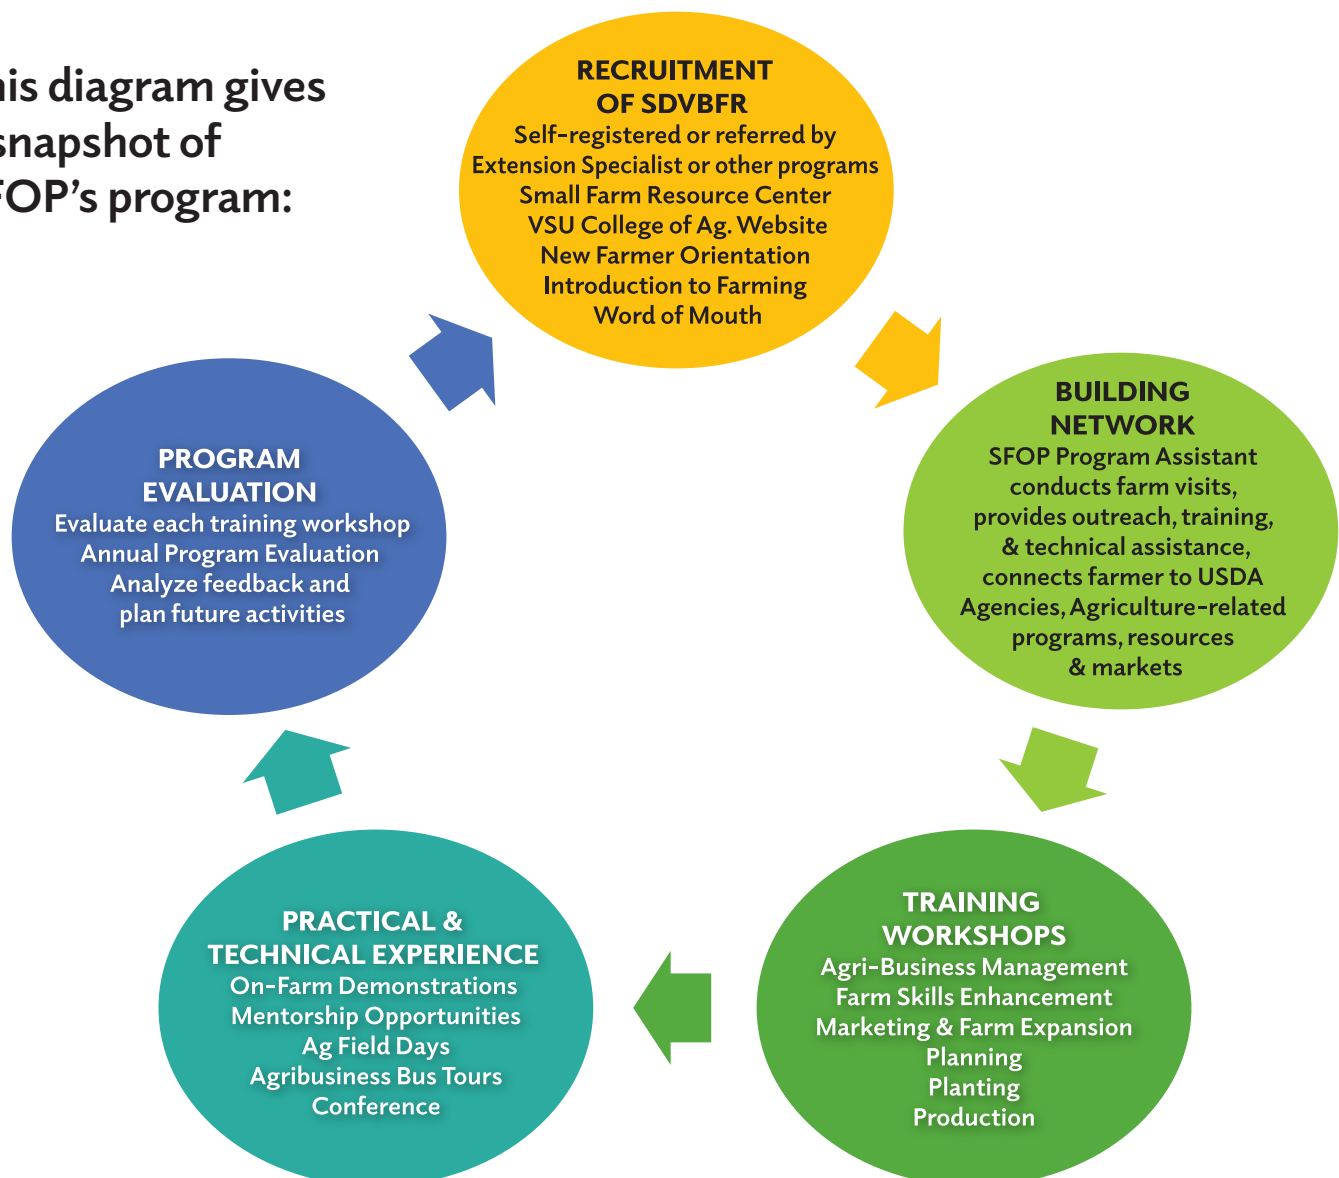 his diagram gives
snapshot of
FOP's program:
RECRUITMENT
OF SDVBFR
Self-registered or referred by
Extension Specialist or other programs
Small Farm Resource Center
VSU College of Ag. Website
New Farmer Orientation
Introduction to Farming
Word of Mouth
BUILDING
NETWORK
SFOP Program Assistant
conducts farm visits,
provides outreach, training,
& technical assistance,
connects farmer to USDA
Agencies, Agriculture-related
programs, resources
& markets
TRAINING
WORKSHOPS
Agri-Business Management
Farm Skills Enhancement
Marketing & Farm Expansion
Planning
Planting
Production
PRACTICAL &
TECHNICAL EXPERIENCE
On-Farm Demonstrations
Mentorship Opportunities
Ag Field Days
Agribusiness Bus Tours
Conference
PROGRAM
EVALUATION
Evaluate each training workshop
Annual Program Evaluation
Analyze feedback and
plan future activities